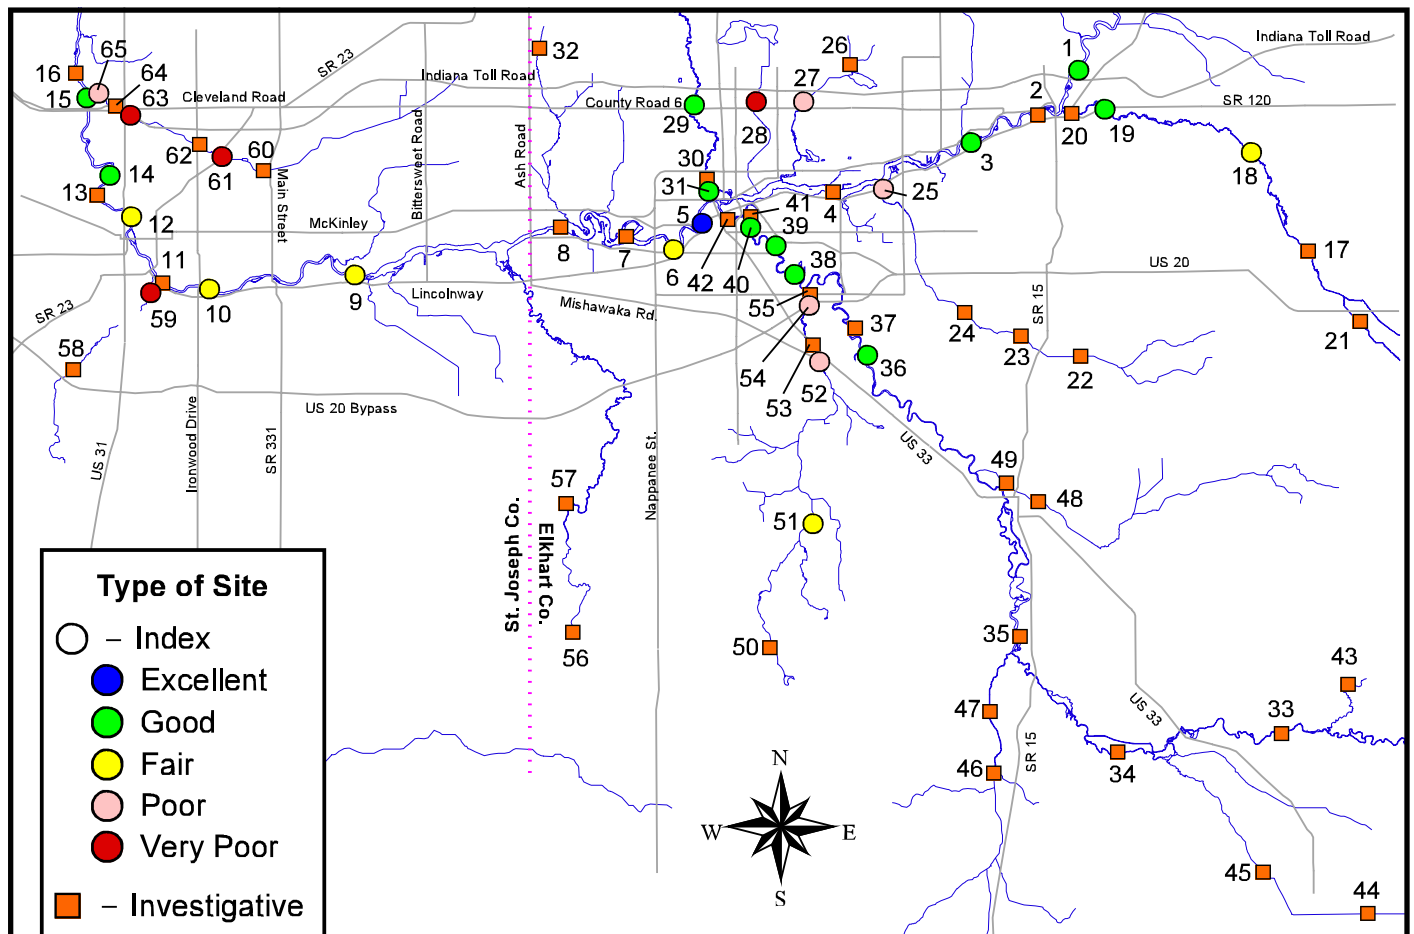 65
16
64
15
63
SR 23
Cleveland Road
Indiana Toll Road
32
26
27
1
Indiana Toll Road
County Road 6
29
28
2
20
19
SR 120
62
61
60
14
13
12
Main Street
McKinley
Bittersweet Road
Ash Road
30
31
5
41
4
25
3
18
17
11
59
10
9
8
7
6
42
40
39
38
Lincolnway
Mishawaka Rd.
55
54
53
52
37
36
24
23
22
SR 15
US 20
21
SR 23
58
US 31
Ironwood Drive
SR 331
US 20 Bypass
Nappanee St.
US 33
57
56
St. Joseph Co.
Elkhart Co.
51
50
49
48
35
47
46
SR 15
34
US 33
33
43
45
44
N
W
E
S
Type of Site
– Index
Excellent
Good
Fair
Poor
Very Poor
– Investigative